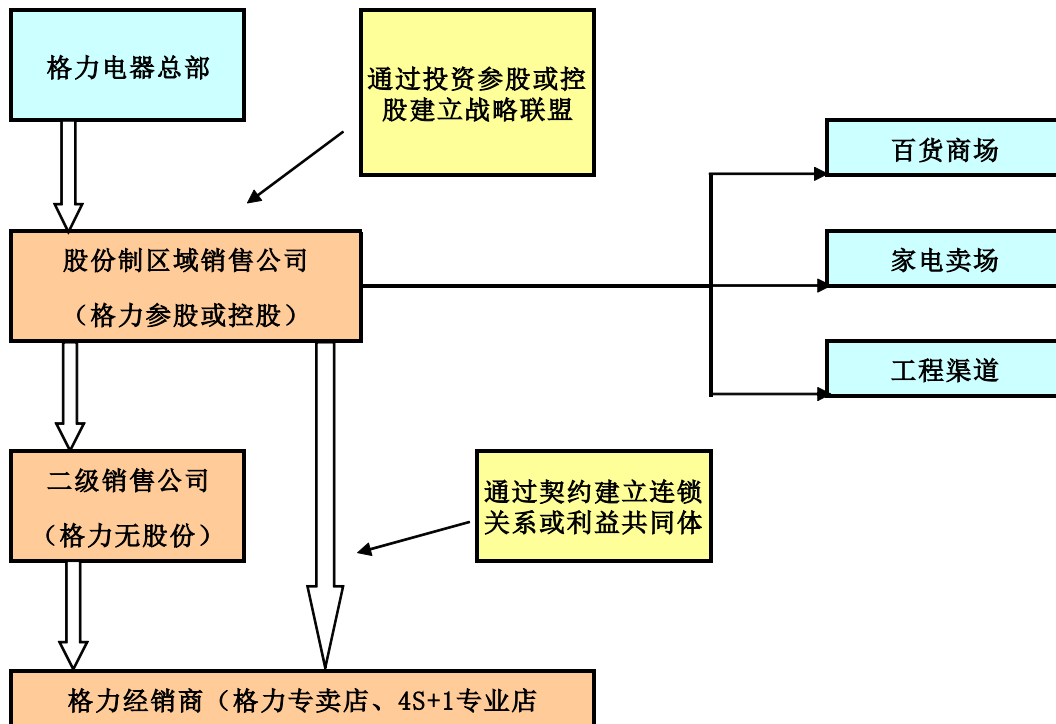 格力电器总部
通过投资参股或控
股建立战略联盟
百货商场
股份制区域销售公司
（格力参股或控股）
家电卖场
工程渠道
二级销售公司
（格力无股份）
通过契约建立连锁
关系或利益共同体
格力经销商（格力专卖店、4S+1专业店